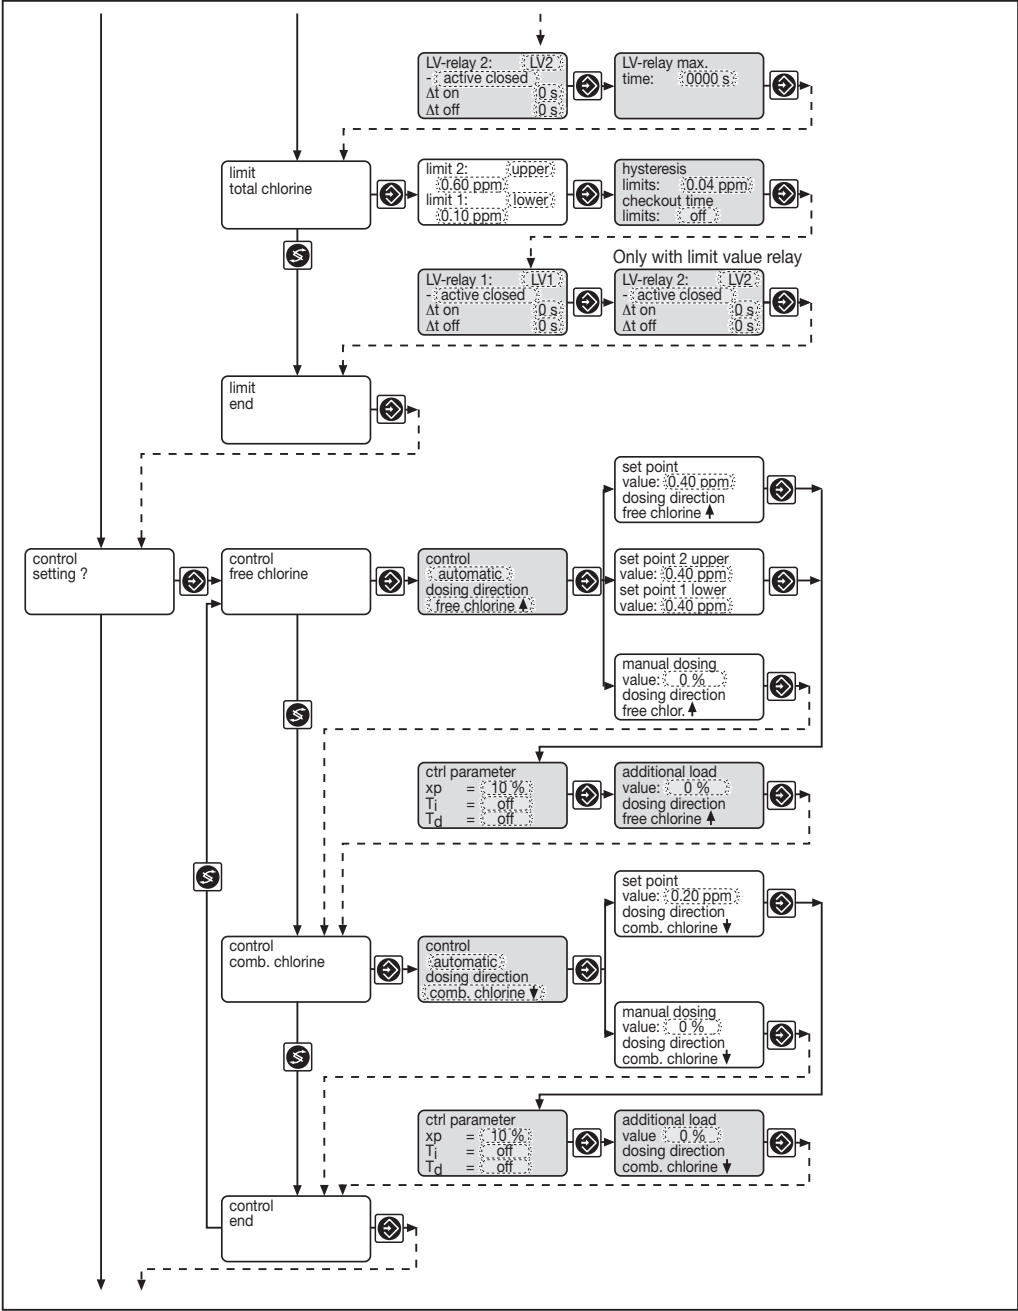 LV-relay 2: LV2
- active closed
Δt on 0 s
Δt off 0 s
LV-relay max.
time: 0000 s
limit
total chlorine
limit 2: upper
0.60 ppm
limit 1: lower
0.10 ppm
hysteresis
limits: 0.04 ppm
checkout time
limits: off
Only with limit value relay
LV-relay 1: LV1
- active closed
Δt on 0 s
Δt off 0 s
LV-relay 2: LV2
- active closed
Δt on 0 s
Δt off 0 s
limit
end
set point
value: 0.40 ppm
dosing direction
free chlorine ↑
control
setting ?
control
free chlorine
control
automatic
dosing direction
free chlorine ↑
set point 2 upper
value: 0.40 ppm
set point 1 lower
value: 0.40 ppm
manual dosing
value: 0 %
dosing direction
free chlor. ↑
ctrl parameter
xp = 10 %
Ti = off
Td = off
additional load
value: 0 %
dosing direction
free chlorine ↑
set point
value: 0.20 ppm
dosing direction
comb. chlorine ↓
control
comb. chlorine
control
automatic
dosing direction
comb. chlorine ↓
manual dosing
value: 0 %
dosing direction
comb. chlorine ↓
ctrl parameter
xp = 10 %
Ti = off
Td = off
additional load
value 0 %
dosing direction
comb. chlorine ↓
control
end